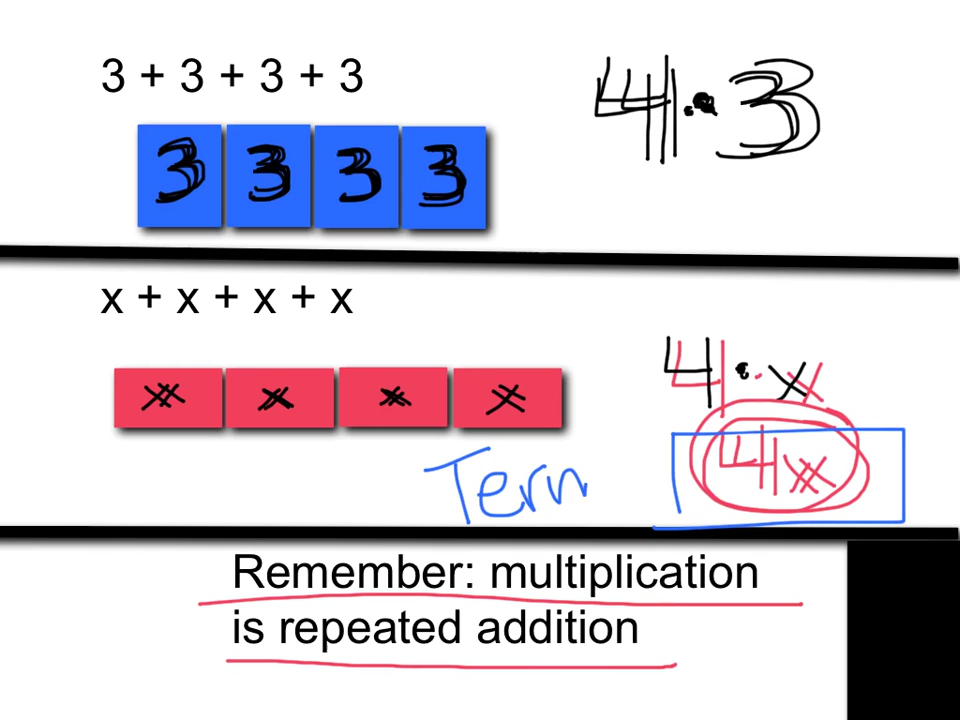 3 + 3 + 3 + 3
4 · 3
3 3 3 3
x + x + x + x
4 · x
x x x x
4x
Term
Remember: multiplication
is repeated addition